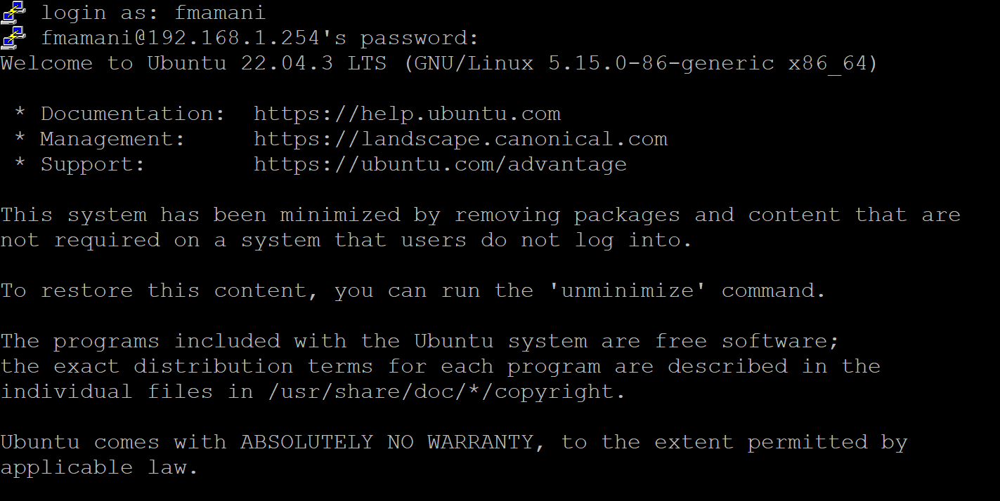 login as: fmamani
fmamani@192.168.1.254's password:
Welcome to Ubuntu 22.04.3 LTS (GNU/Linux 5.15.0-86-generic x86_64)
* Documentation:  https://help.ubuntu.com
* Management:     https://landscape.canonical.com
* Support:        https://ubuntu.com/advantage
This system has been minimized by removing packages and content that are
not required on a system that users do not log into.
To restore this content, you can run the 'unminimize' command.
The programs included with the Ubuntu system are free software;
the exact distribution terms for each program are described in the
individual files in /usr/share/doc/*/copyright.
Ubuntu comes with ABSOLUTELY NO WARRANTY, to the extent permitted by
applicable law.